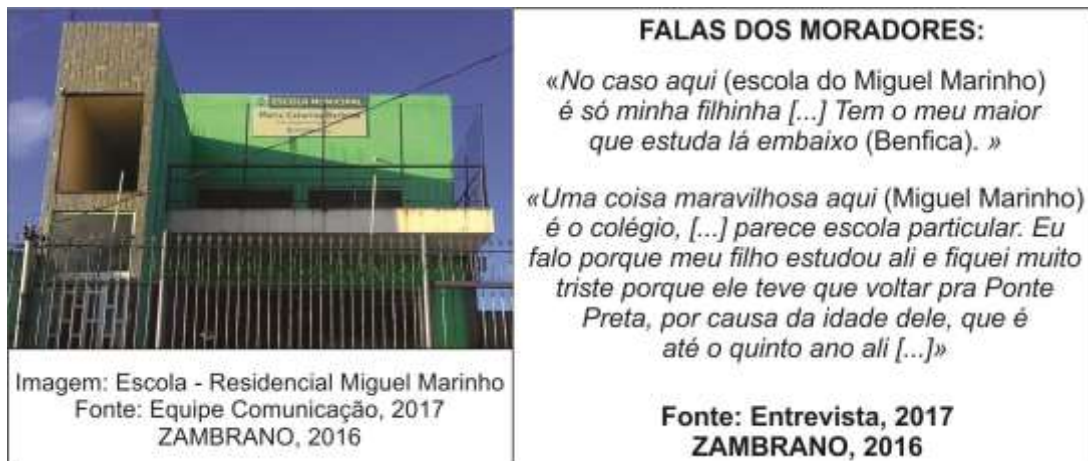 ESCOLA MUNICIPAL
Imagem: Escola - Residencial Miguel Marinho
Fonte: Equipe Comunicação, 2017
ZAMBRANO, 2016
FALAS DOS MORADORES:
«No caso aqui (escola do Miguel Marinho)
é só minha filhinha [...] Tem o meu maior
que estuda lá embaixo (Benfica). »
«Uma coisa maravilhosa aqui (Miguel Marinho)
é o colégio, [...] parece escola particular. Eu
falo porque meu filho estudou ali e fiquei muito
triste porque ele teve que voltar pra Ponte
Preta, por causa da idade dele, que é
até o quinto ano ali [...]»
Fonte: Entrevista, 2017
ZAMBRANO, 2016